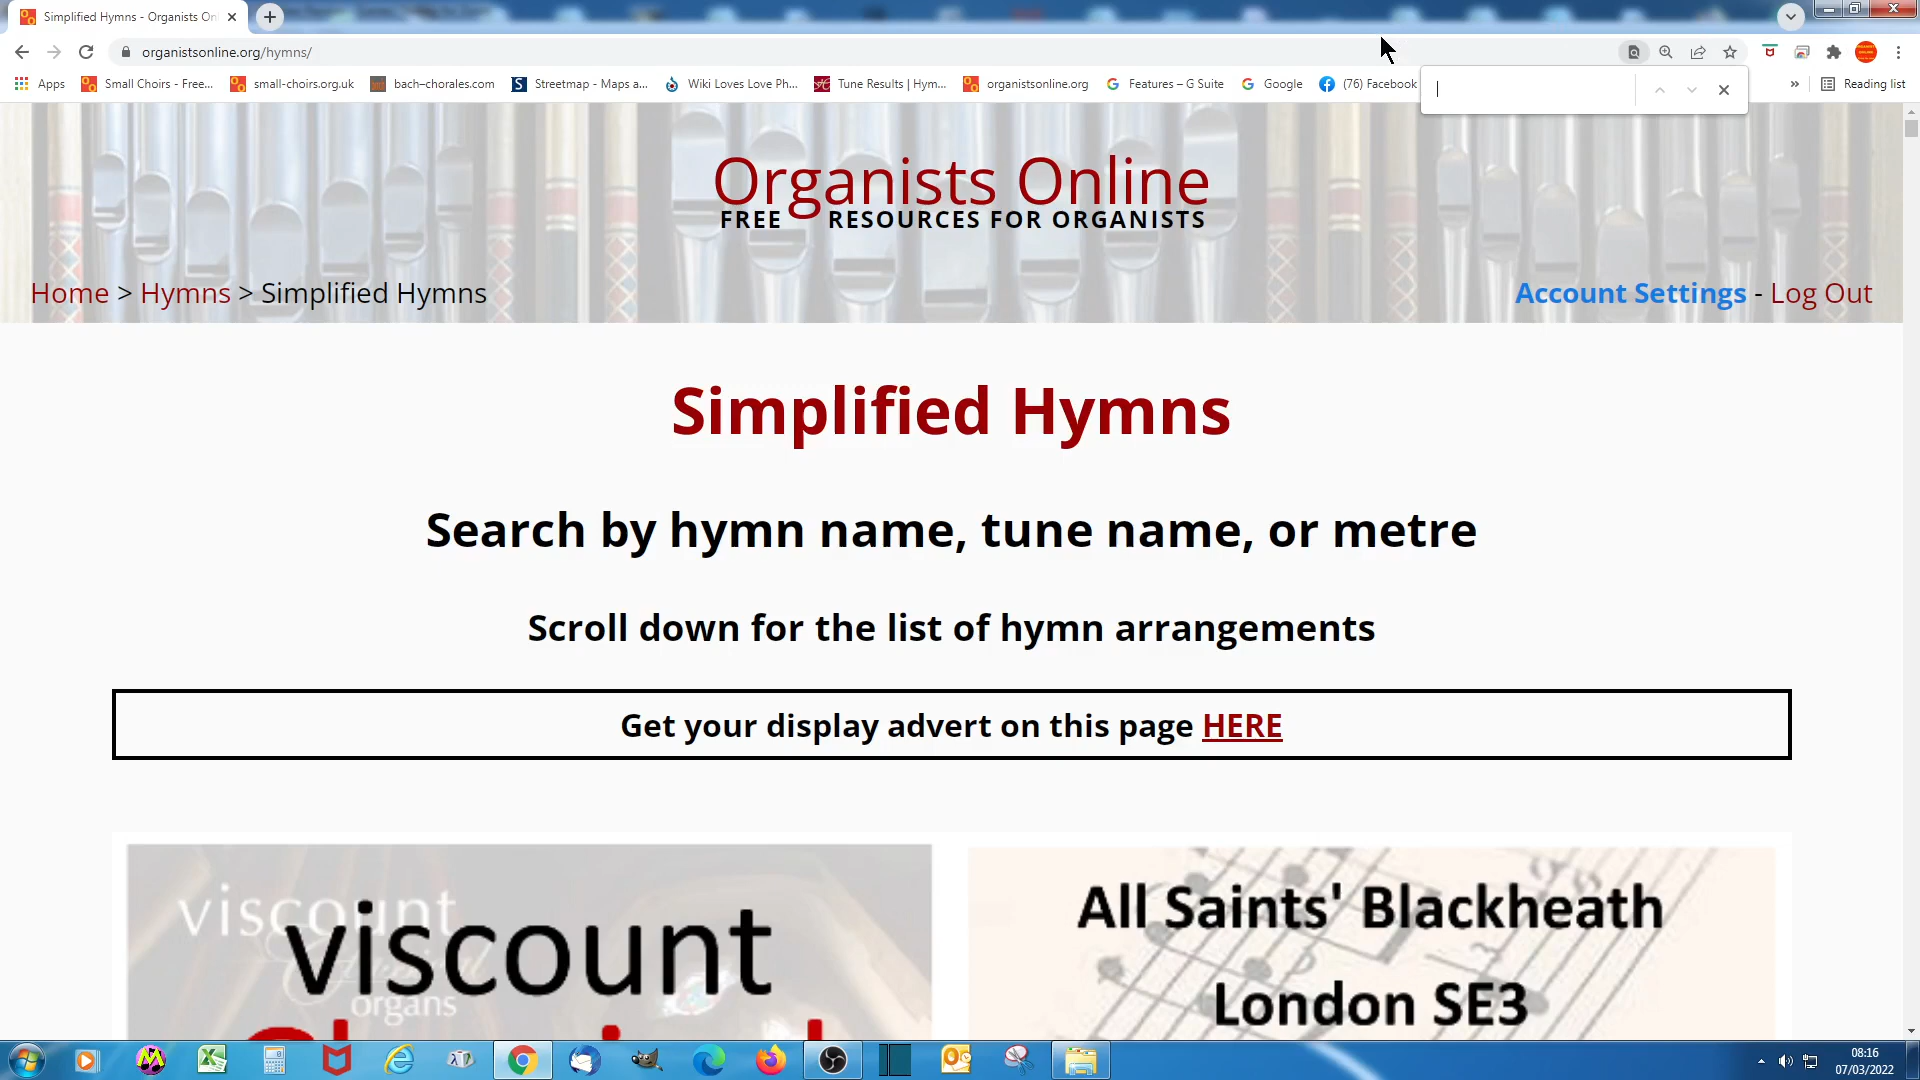 Simplified Hymns - Organists Onl
organistsonline.org/hymns/
Apps
Small Choirs - Free...
small-choirs.org.uk
bach–chorales.com
Streetmap - Maps a...
Wiki Loves Love Ph...
Tune Results | Hym...
organistsonline.org
Features – G Suite
Google
(76) Facebook
»
Reading list
Organists Online
FREE RESOURCES FOR ORGANISTS
Home > Hymns > Simplified Hymns
Account Settings - Log Out
Simplified Hymns
Search by hymn name, tune name, or metre
Scroll down for the list of hymn arrangements
Get your display advert on this page HERE
viscount
viscount
organs
All Saints' Blackheath
London SE3
08:16
07/03/2022